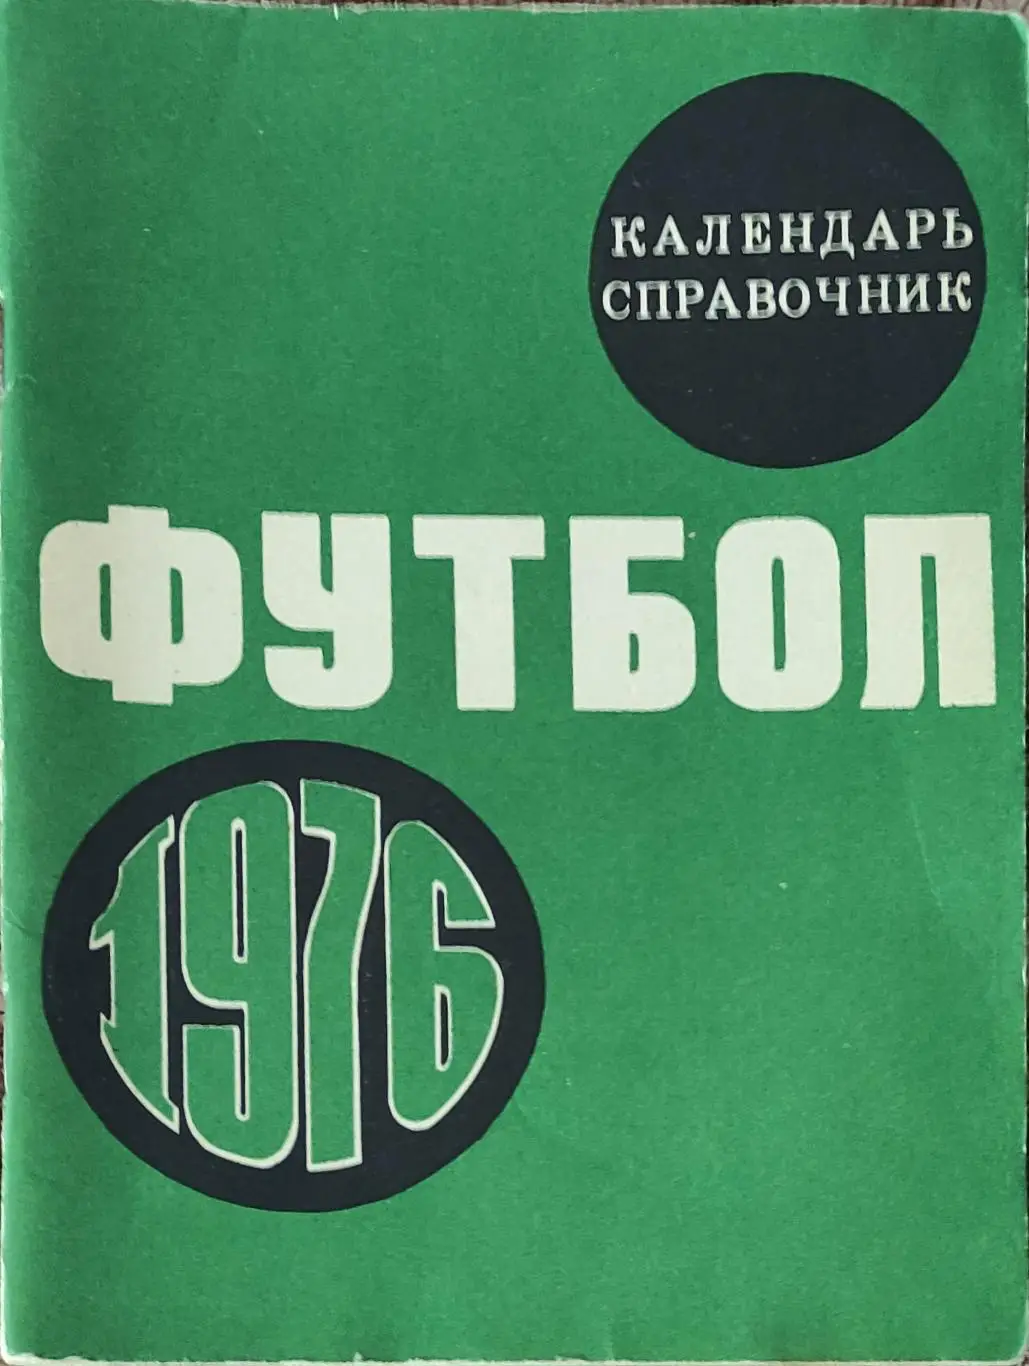 КАЛЕНДАРЬ
СПРАВОЧНИК
ФУТБОЛ
1976